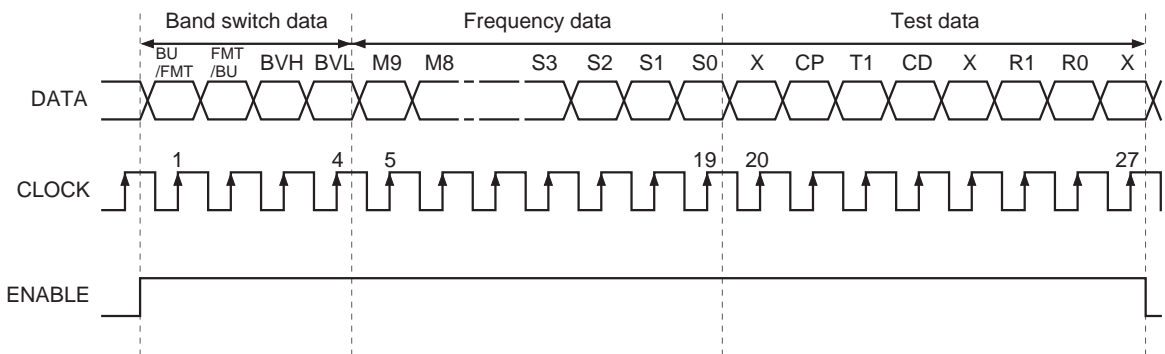 Band switch data Frequency data Test data
BU /FMT FMT /BU BVH BVL M9 M8 S3 S2 S1 S0 X CP T1 CD X R1 R0 X
DATA
1 4 5 19 20 27
CLOCK
ENABLE